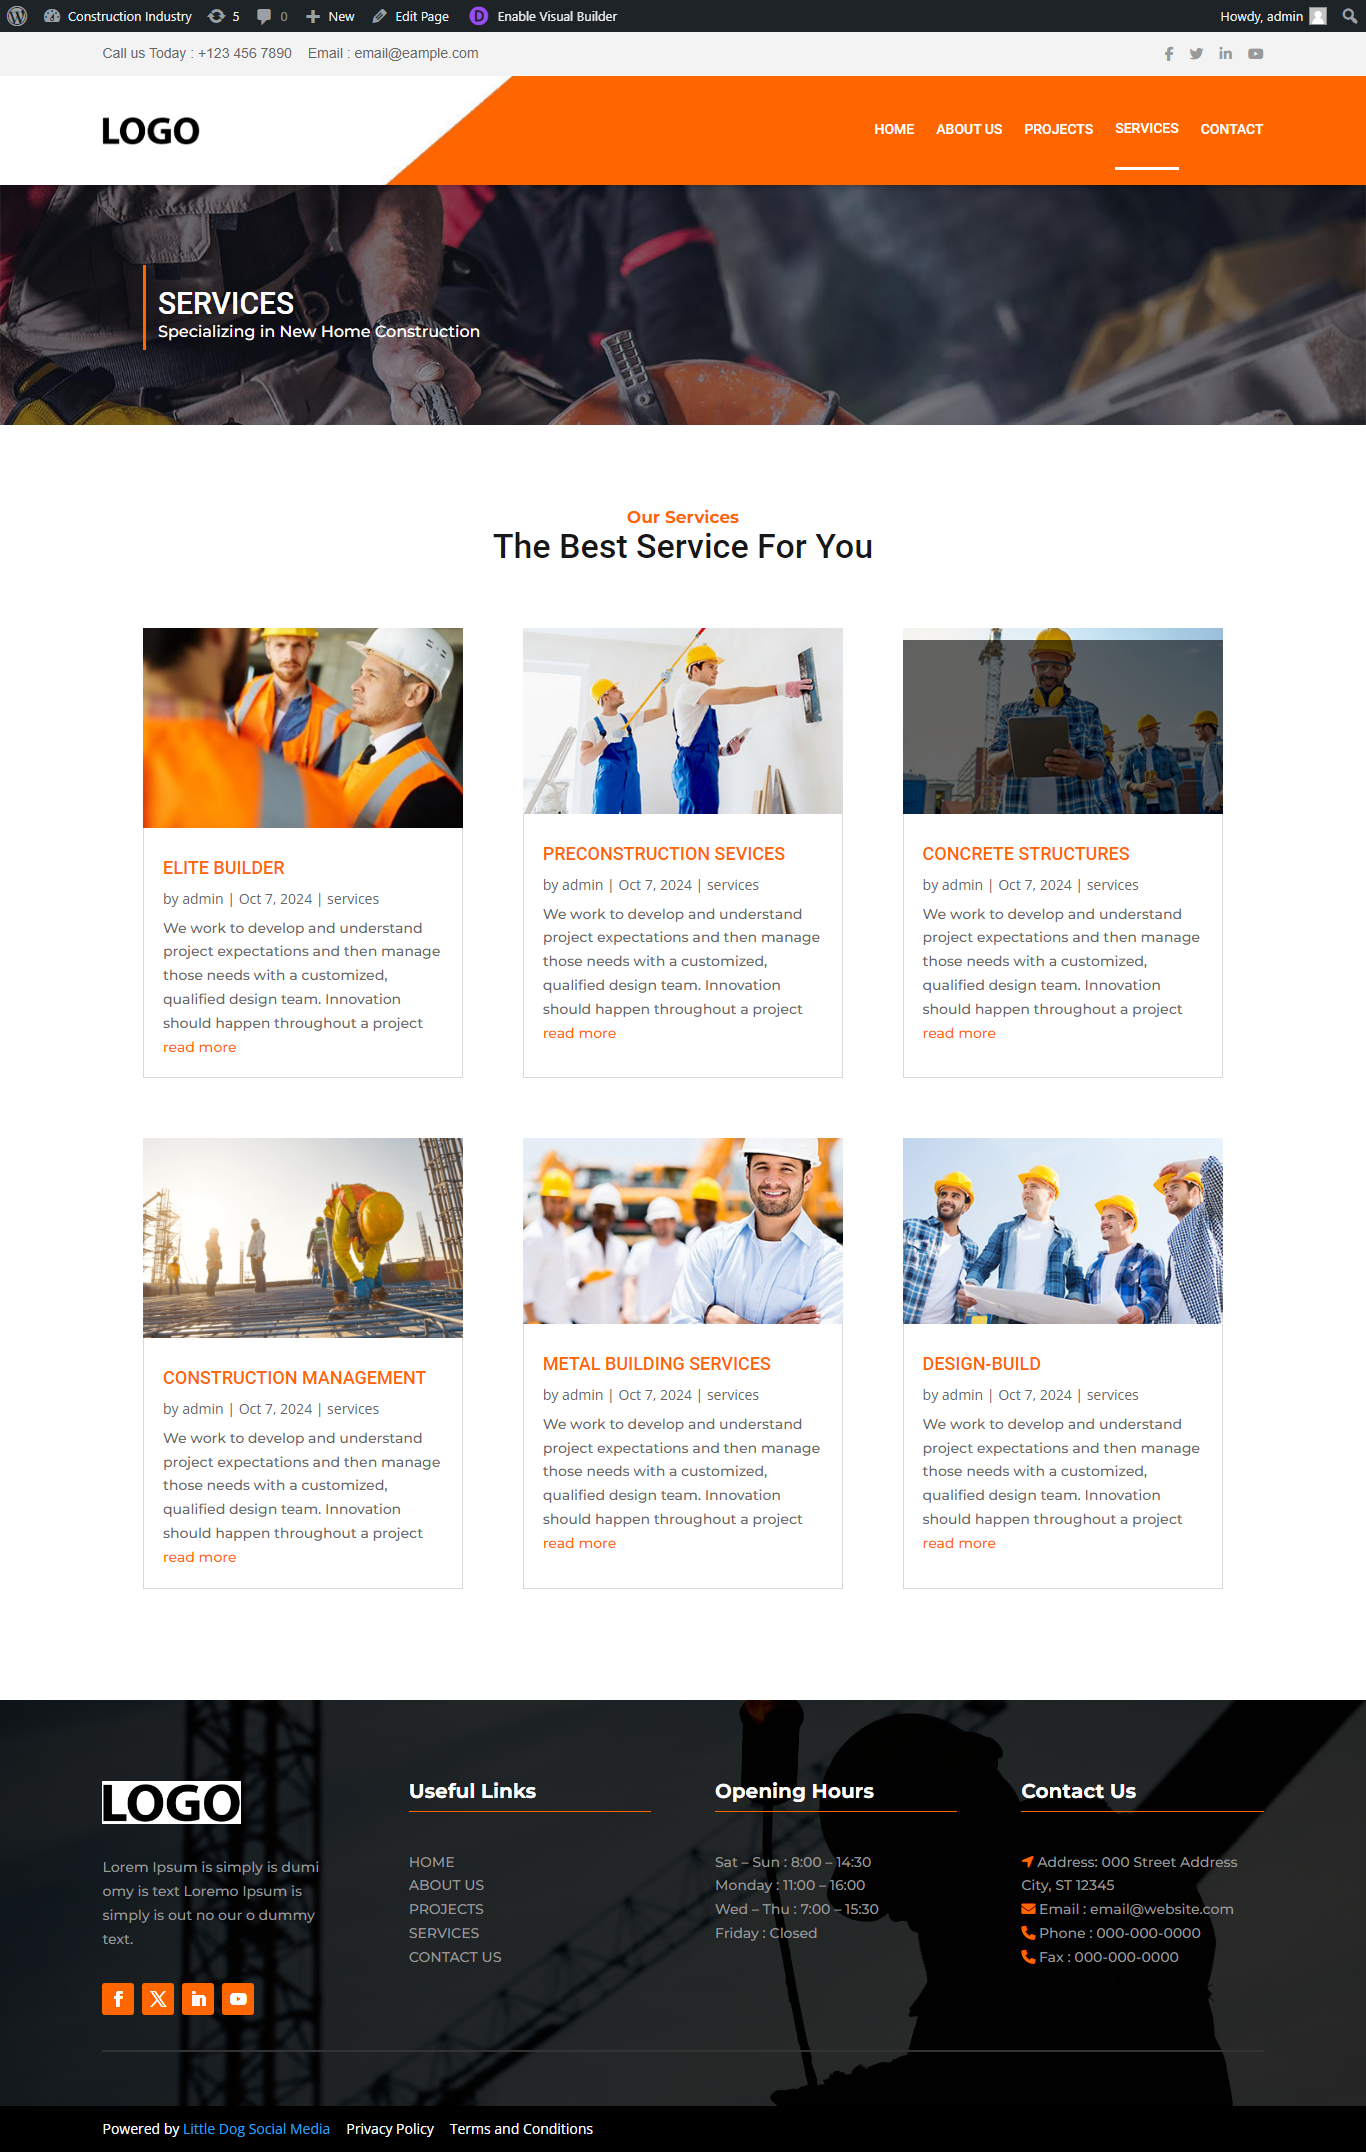 Construction Industry 5 0 New Edit Page D Enable Visual Builder Howdy, admin
Call us Today : +123 456 7890 Email : email@eample.com
LOGO
HOME ABOUT US PROJECTS SERVICES CONTACT
SERVICES
Specializing in New Home Construction
Our Services
The Best Service For You
ELITE BUILDER
by admin | Oct 7, 2024 | services
We work to develop and understand
project expectations and then manage
those needs with a customized,
qualified design team. Innovation
should happen throughout a project
read more
PRECONSTRUCTION SEVICES
by admin | Oct 7, 2024 | services
We work to develop and understand
project expectations and then manage
those needs with a customized,
qualified design team. Innovation
should happen throughout a project
read more
CONCRETE STRUCTURES
by admin | Oct 7, 2024 | services
We work to develop and understand
project expectations and then manage
those needs with a customized,
qualified design team. Innovation
should happen throughout a project
read more
CONSTRUCTION MANAGEMENT
by admin | Oct 7, 2024 | services
We work to develop and understand
project expectations and then manage
those needs with a customized,
qualified design team. Innovation
should happen throughout a project
read more
METAL BUILDING SERVICES
by admin | Oct 7, 2024 | services
We work to develop and understand
project expectations and then manage
those needs with a customized,
qualified design team. Innovation
should happen throughout a project
read more
DESIGN-BUILD
by admin | Oct 7, 2024 | services
We work to develop and understand
project expectations and then manage
those needs with a customized,
qualified design team. Innovation
should happen throughout a project
read more
LOGO
Lorem Ipsum is simply is dumi
omy is text Loremo Ipsum is
simply is out no our o dummy
text.
Useful Links
HOME
ABOUT US
PROJECTS
SERVICES
CONTACT US
Opening Hours
Sat – Sun : 8:00 – 14:30
Monday : 11:00 – 16:00
Wed – Thu : 7:00 – 15:30
Friday : Closed
Contact Us
Address: 000 Street Address
City, ST 12345
Email : email@website.com
Phone : 000-000-0000
Fax : 000-000-0000
Powered by Little Dog Social Media Privacy Policy Terms and Conditions